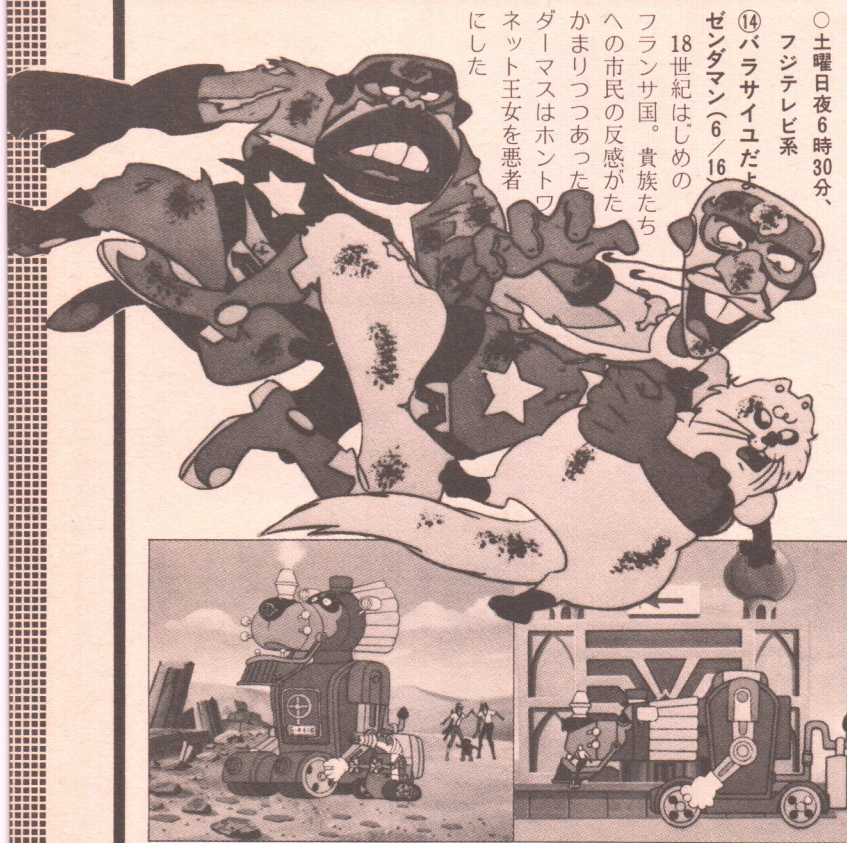 ○土曜日夜6時30分、
フジテレビ系
⑭バラサイユだよ
ゼンダマン(6/16
18世紀はじめの
フランサ国。貴族たち
への市民の反感がた
かまりつつあった
ダーマスはホントワ
ネット王女を悪者
にした